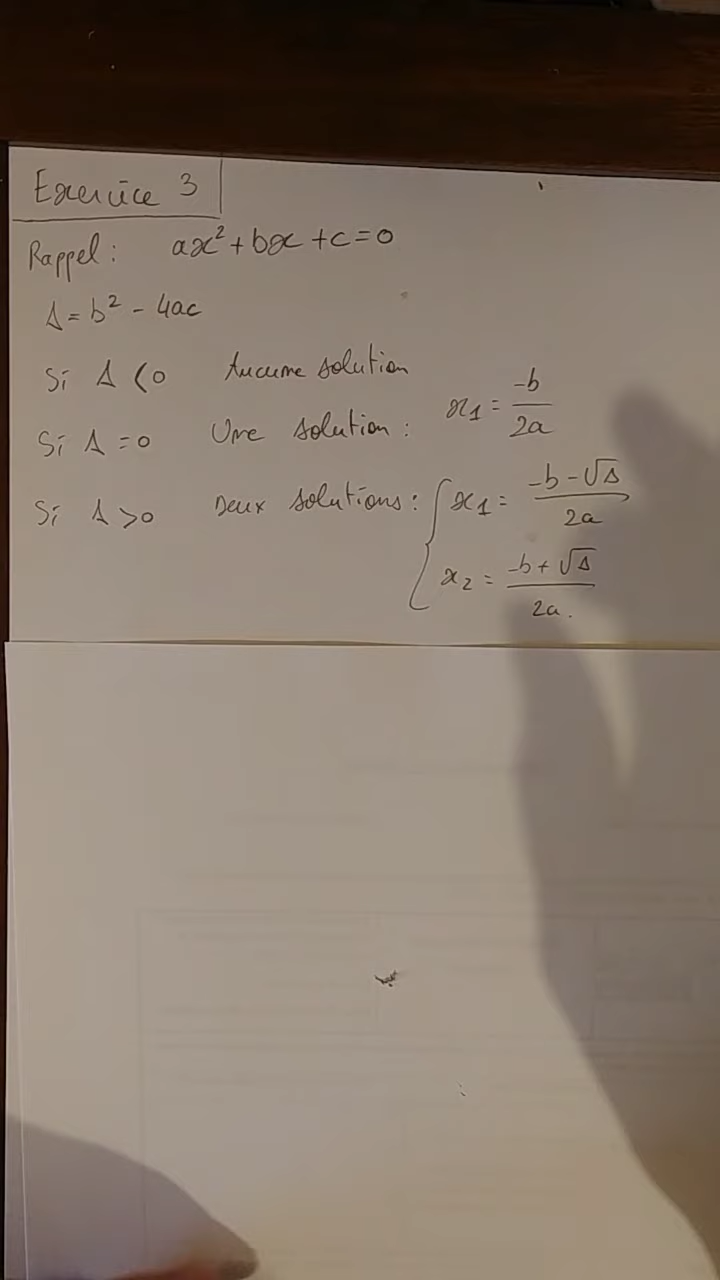 Exercice 3
Rappel : ax² + bx + c = 0
Δ = b² - 4ac
Si Δ < 0 Aucune solution
Si Δ = 0 Une solution : x₁ = -b / 2a
Si Δ > 0 Deux solutions : { x₁ = (-b - √Δ) / 2a
x₂ = (-b + √Δ) / 2a.